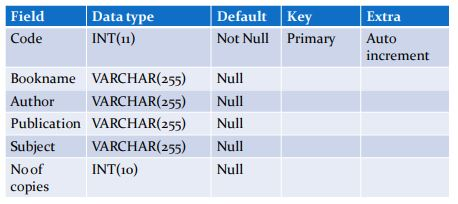 Field Data type Default Key Extra
Code INT(11) Not Null Primary Auto
increment
Bookname VARCHAR(255) Null
Author VARCHAR(255) Null
Publication VARCHAR(255) Null
Subject VARCHAR(255) Null
No of INT(10) Null
copies